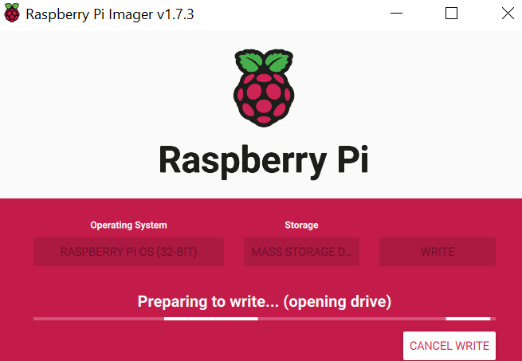 Raspberry Pi Imager v1.7.3
Raspberry Pi
Operating System
Storage
RASPBERRY PI OS (32-BIT)
MASS STORAGE D...
WRITE
Preparing to write... (opening drive)
CANCEL WRITE